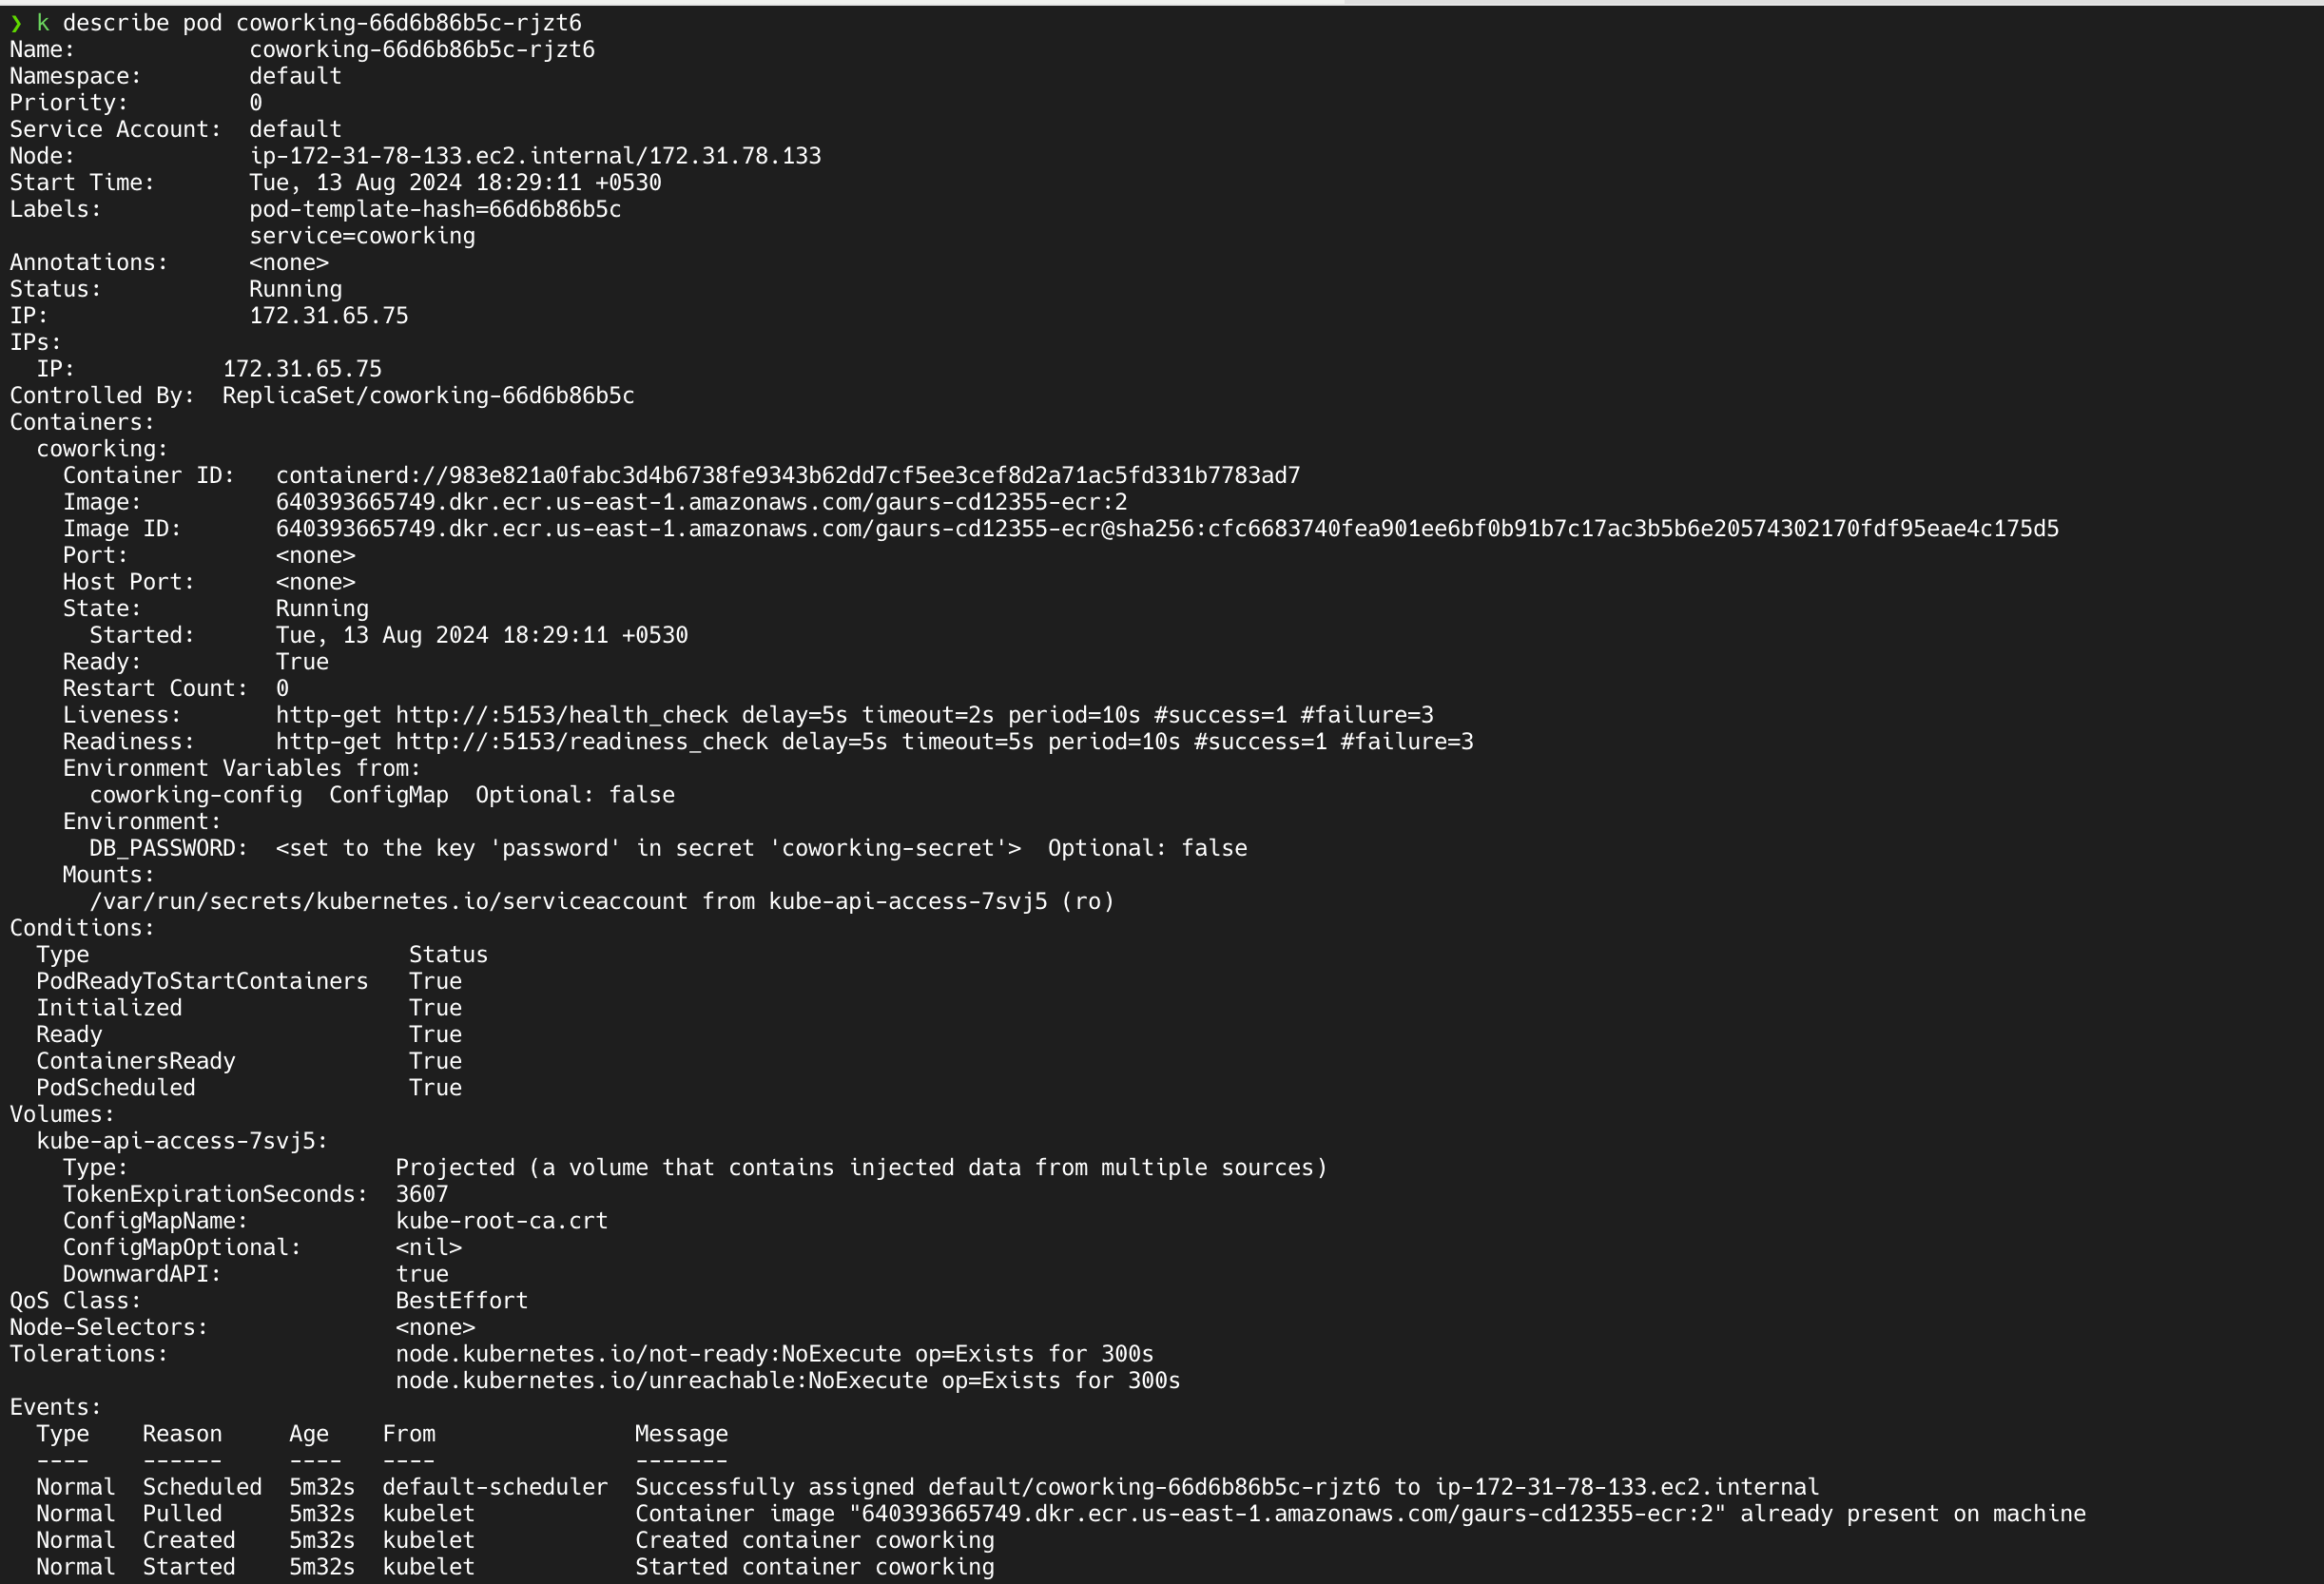 ❯ k describe pod coworking-66d6b86b5c-rjzt6
Name:             coworking-66d6b86b5c-rjzt6
Namespace:        default
Priority:         0
Service Account:  default
Node:             ip-172-31-78-133.ec2.internal/172.31.78.133
Start Time:       Tue, 13 Aug 2024 18:29:11 +0530
Labels:           pod-template-hash=66d6b86b5c
                  service=coworking
Annotations:      <none>
Status:           Running
IP:               172.31.65.75
IPs:
  IP:           172.31.65.75
Controlled By:  ReplicaSet/coworking-66d6b86b5c
Containers:
  coworking:
    Container ID:   containerd://983e821a0fabc3d4b6738fe9343b62dd7cf5ee3cef8d2a71ac5fd331b7783ad7
    Image:          640393665749.dkr.ecr.us-east-1.amazonaws.com/gaurs-cd12355-ecr:2
    Image ID:       640393665749.dkr.ecr.us-east-1.amazonaws.com/gaurs-cd12355-ecr@sha256:cfc6683740fea901ee6bf0b91b7c17ac3b5b6e20574302170fdf95eae4c175d5
    Port:           <none>
    Host Port:      <none>
    State:          Running
      Started:      Tue, 13 Aug 2024 18:29:11 +0530
    Ready:          True
    Restart Count:  0
    Liveness:       http-get http://:5153/health_check delay=5s timeout=2s period=10s #success=1 #failure=3
    Readiness:      http-get http://:5153/readiness_check delay=5s timeout=5s period=10s #success=1 #failure=3
    Environment Variables from:
      coworking-config  ConfigMap  Optional: false
    Environment:
      DB_PASSWORD:  <set to the key 'password' in secret 'coworking-secret'>  Optional: false
    Mounts:
      /var/run/secrets/kubernetes.io/serviceaccount from kube-api-access-7svj5 (ro)
Conditions:
  Type                        Status
  PodReadyToStartContainers   True
  Initialized                 True
  Ready                       True
  ContainersReady             True
  PodScheduled                True
Volumes:
  kube-api-access-7svj5:
    Type:                    Projected (a volume that contains injected data from multiple sources)
    TokenExpirationSeconds:  3607
    ConfigMapName:           kube-root-ca.crt
    ConfigMapOptional:       <nil>
    DownwardAPI:             true
QoS Class:                   BestEffort
Node-Selectors:              <none>
Tolerations:                 node.kubernetes.io/not-ready:NoExecute op=Exists for 300s
                             node.kubernetes.io/unreachable:NoExecute op=Exists for 300s
Events:
  Type    Reason     Age   From               Message
  ----    ------     ----  ----               -------
  Normal  Scheduled  5m32s  default-scheduler  Successfully assigned default/coworking-66d6b86b5c-rjzt6 to ip-172-31-78-133.ec2.internal
  Normal  Pulled     5m32s  kubelet            Container image "640393665749.dkr.ecr.us-east-1.amazonaws.com/gaurs-cd12355-ecr:2" already present on machine
  Normal  Created    5m32s  kubelet            Created container coworking
  Normal  Started    5m32s  kubelet            Started container coworking